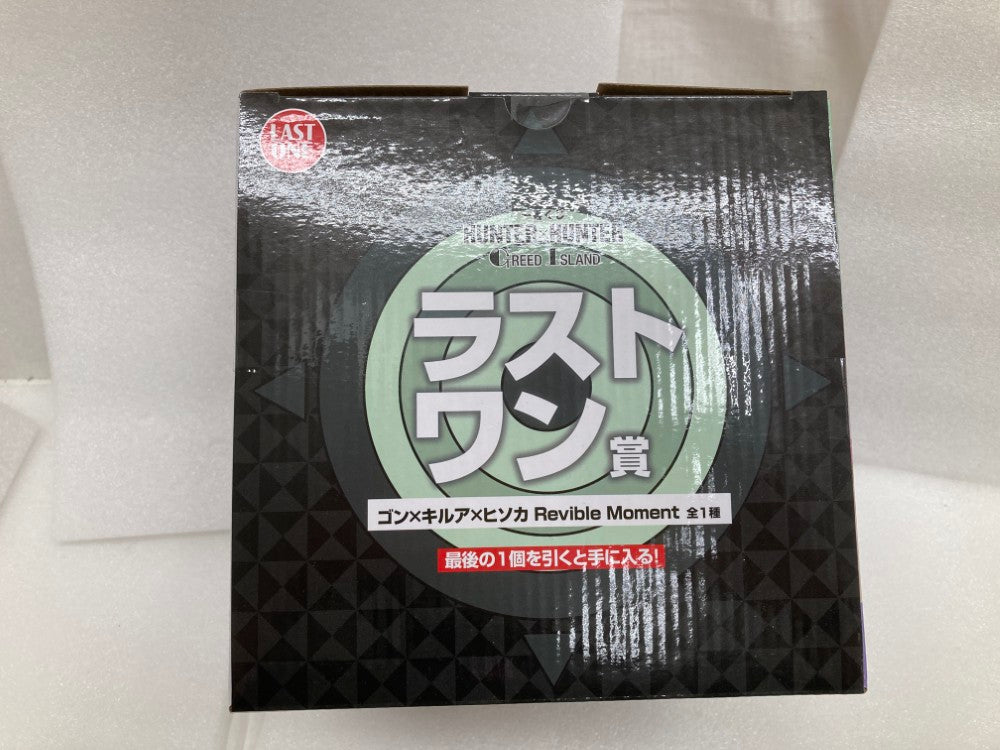 LAST
ONE
HUNTER×HUNTER
GREED ISLAND
ラスト
ワン賞
ゴン×キルア×ヒソカ Revible Moment 全1種
最後の1個を引くと手に入る!